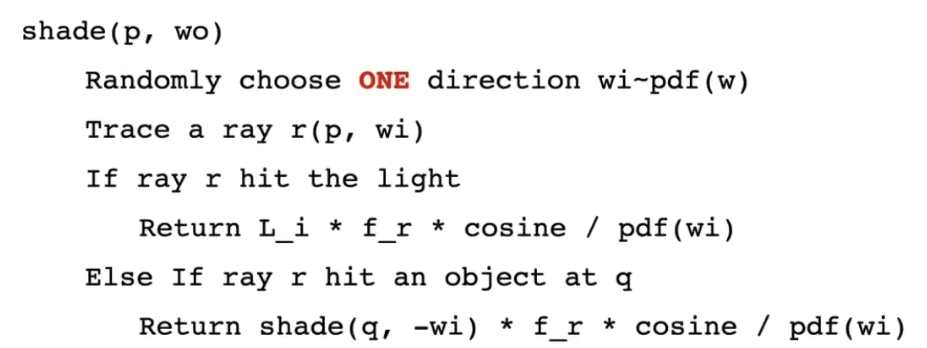 shade(p, wo)
Randomly choose ONE direction wi~pdf(w)
Trace a ray r(p, wi)
If ray r hit the light
Return L_i * f_r * cosine / pdf(wi)
Else If ray r hit an object at q
Return shade(q, -wi) * f_r * cosine / pdf(wi)